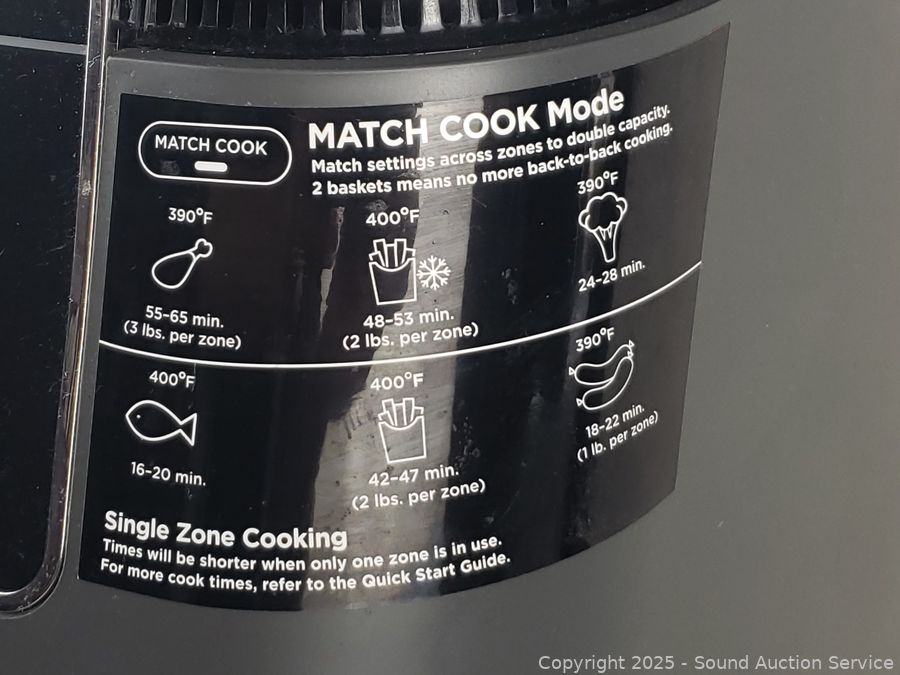 MATCH COOK
MATCH COOK Mode
Match settings across zones to double capacity.
2 baskets means no more back-to-back cooking.
390°F
400°F
390°F
55-65 min.
(3 lbs. per zone)
48-53 min.
(2 lbs. per zone)
24-28 min.
400°F
400°F
390°F
16-20 min.
42-47 min.
(2 lbs. per zone)
18-22 min.
(1 lb. per zone)
Single Zone Cooking
Times will be shorter when only one zone is in use.
For more cook times, refer to the Quick Start Guide.
Copyright 2025 - Sound Auction Service